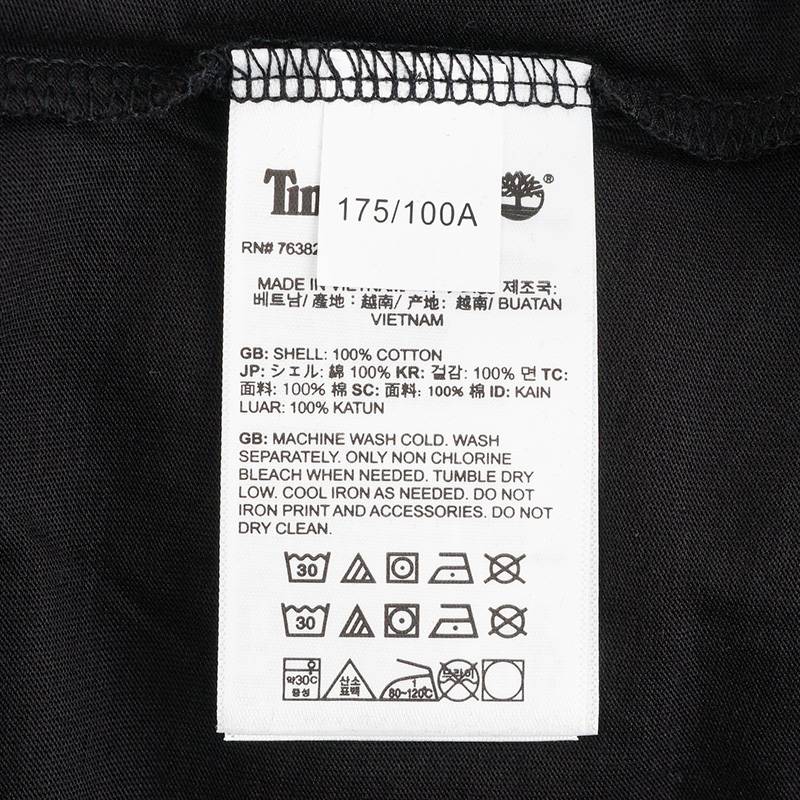 175/100A
RN# 76382
MADE IN 제조국:
베트남/ 產地：越南/ 产地：越南/ BUATAN
VIETNAM
GB: SHELL: 100% COTTON
JP: シェル: 綿 100% KR: 겉감: 100% 면 TC:
面料: 100% 棉 SC: 面料: 100% 棉 ID: KAIN
LUAR: 100% KATUN
GB: MACHINE WASH COLD. WASH
SEPARATELY. ONLY NON CHLORINE
BLEACH WHEN NEEDED. TUMBLE DRY
LOW. COOL IRON AS NEEDED. DO NOT
IRON PRINT AND ACCESSORIES. DO NOT
DRY CLEAN.
30
30
약30℃ 중성 산소 표백 1 80~120℃ 드라이